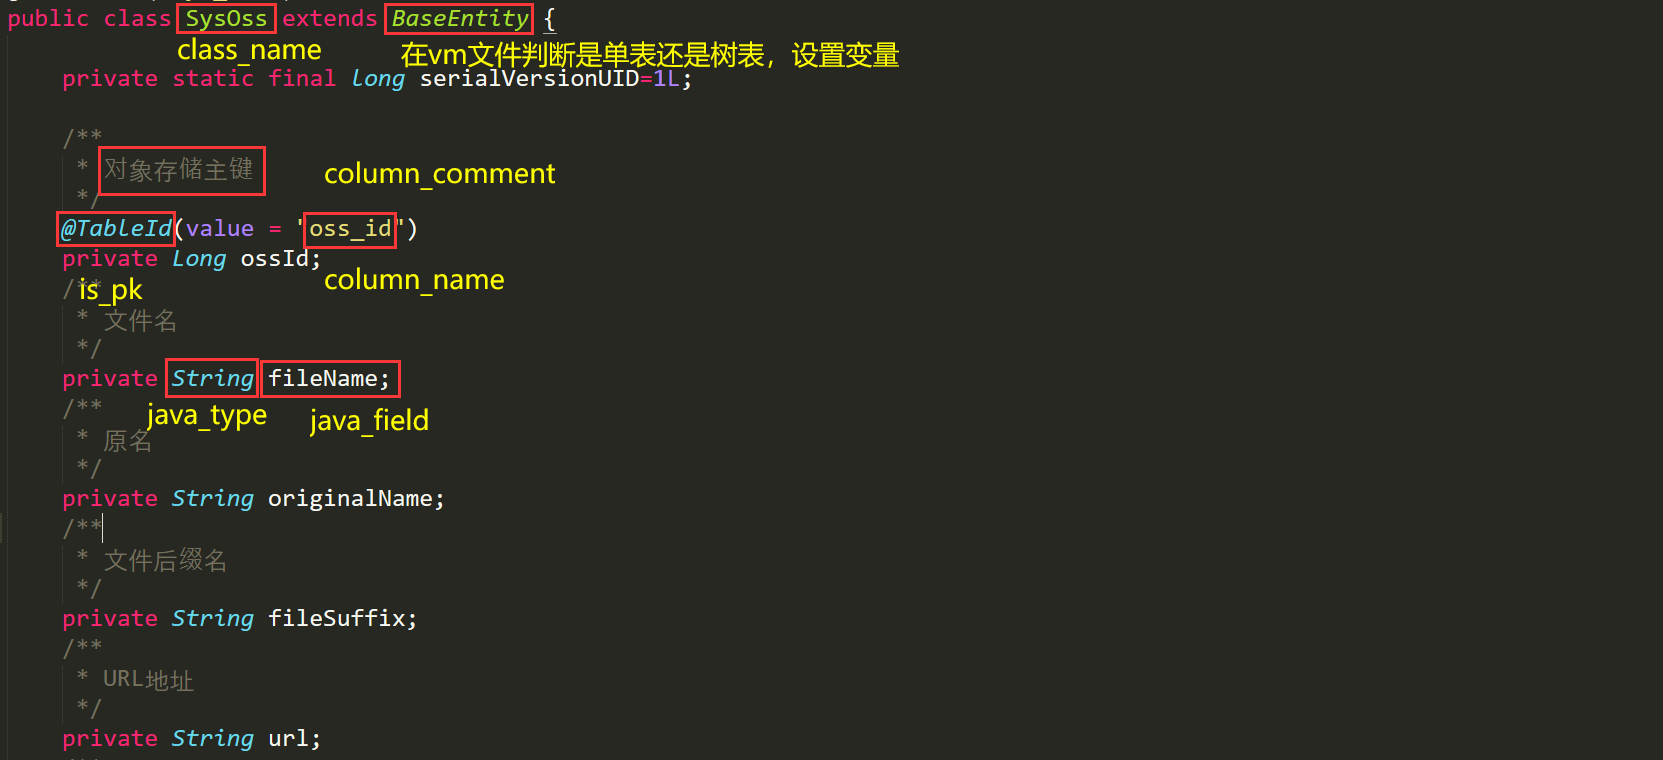 public class SysOss extends BaseEntity {
class_name 在vm文件判断是单表还是树表，设置变量
private static final long serialVersionUID=1L;
/**
* 对象存储主键
column_comment
*/
@TableId(value = "oss_id")
private Long ossId;
column_name
/**
is_pk
* 文件名
*/
private String fileName;
/**
java_type java_field
* 原名
*/
private String originalName;
/**
* 文件后缀名
*/
private String fileSuffix;
/**
* URL地址
*/
private String url;